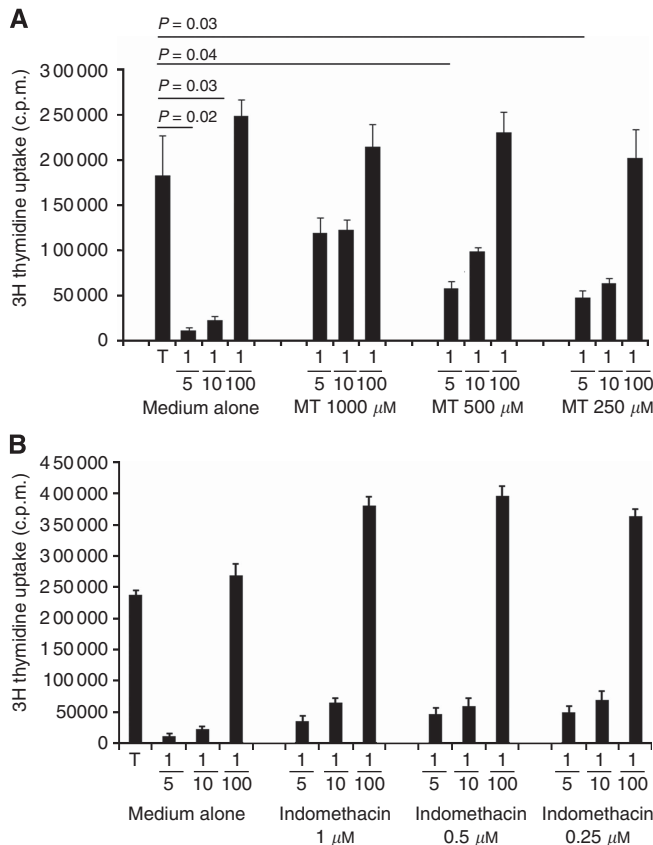 A
P = 0.03
P = 0.04
P = 0.03
P = 0.02
3H thymidine uptake (c.p.m.)
300 000
250 000
200 000
150 000
100 000
50 000
0
T 1 1 1 1 1 1 1 1 1 1 1 1
5 10 100 5 10 100 5 10 100 5 10 100
Medium alone MT 1000 μM MT 500 μM MT 250 μM
B
3H thymidine uptake (c.p.m.)
450 000
400 000
350 000
300 000
250 000
200 000
150 000
100 000
50000
0
T 1 1 1 1 1 1 1 1 1 1 1 1
5 10 100 5 10 100 5 10 100 5 10 100
Medium alone Indomethacin Indomethacin Indomethacin
1 μM 0.5 μM 0.25 μM